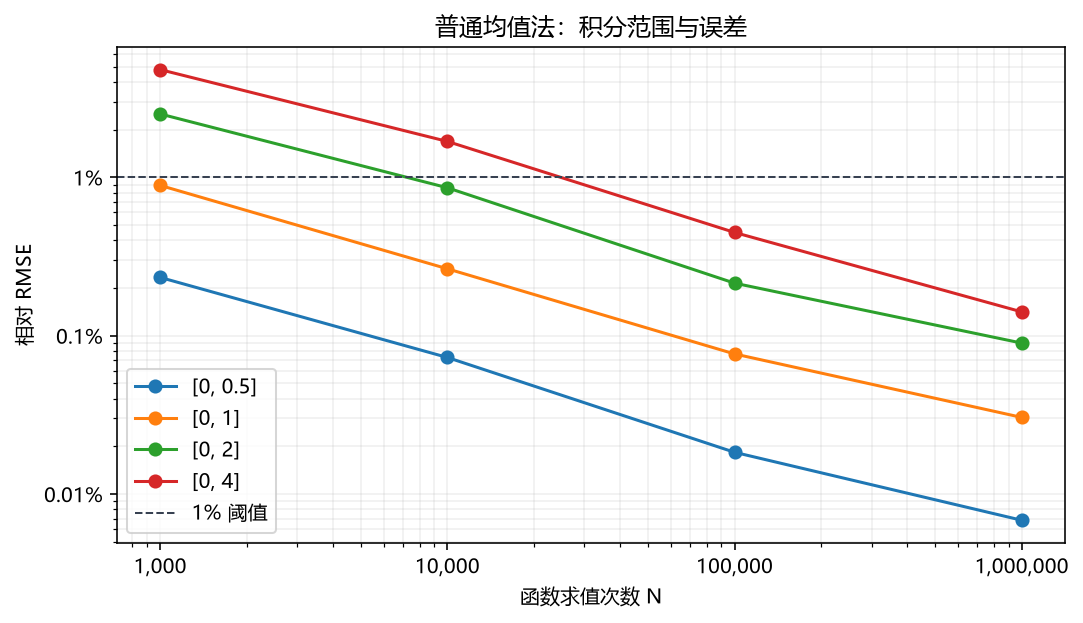 普通均值法：积分范围与误差
相对 RMSE
1%
0.1%
0.01%
[0, 0.5]
[0, 1]
[0, 2]
[0, 4]
1% 阈值
1,000
10,000
100,000
1,000,000
函数求值次数 N